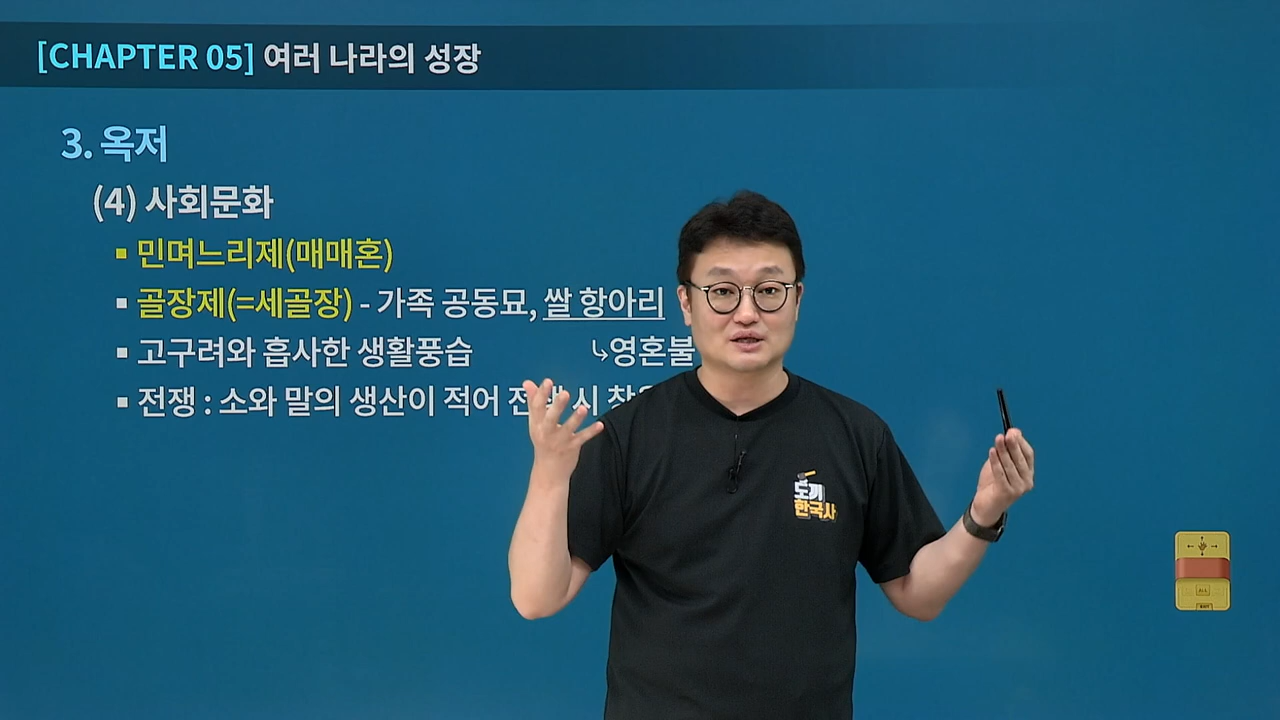 [CHAPTER 05] 여러 나라의 성장
3. 옥저
(4) 사회문화
▪ 민며느리제(매매혼)
▪ 골장제(=세골장) - 가족 공동묘, 쌀 항아리
▪ 고구려와 흡사한 생활풍습 ↳영혼불
▪ 전쟁 : 소와 말의 생산이 적어 시
도끼
한국사
ALL